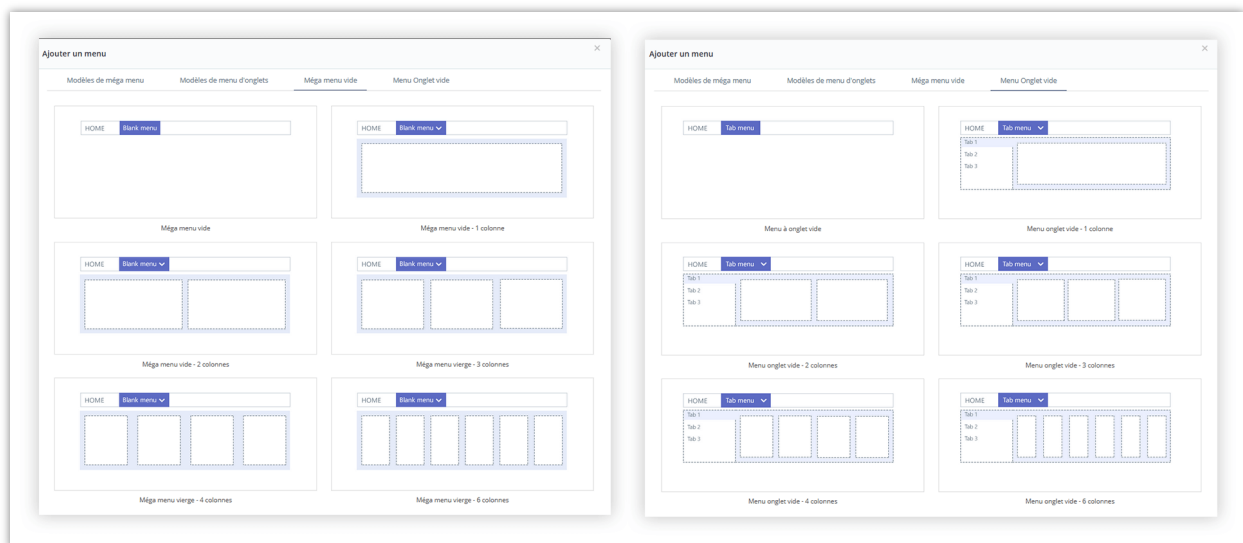 Ajouter un menu
×
Modèles de méga menu Modèles de menu d'onglets Méga menu vide Menu Onglet vide
HOME Blank menu
Méga menu vide
HOME Blank menu
Méga menu vide - 1 colonne
HOME Blank menu
Méga menu vide - 2 colonnes
HOME Blank menu
Méga menu vierge - 3 colonnes
HOME Blank menu
Méga menu vierge - 4 colonnes
HOME Blank menu
Méga menu vierge - 6 colonnes
Ajouter un menu
×
Modèles de méga menu Modèles de menu d'onglets Méga menu vide Menu Onglet vide
HOME Tab menu
Menu à onglet vide
HOME Tab menu
Tab 1
Tab 2
Tab 3
Menu onglet vide - 1 colonne
HOME Tab menu
Tab 1
Tab 2
Tab 3
Menu onglet vide - 2 colonnes
HOME Tab menu
Tab 1
Tab 2
Tab 3
Menu onglet vide - 3 colonnes
HOME Tab menu
Tab 1
Tab 2
Tab 3
Menu onglet vide - 4 colonnes
HOME Tab menu
Tab 1
Tab 2
Tab 3
Menu onglet vide - 6 colonnes